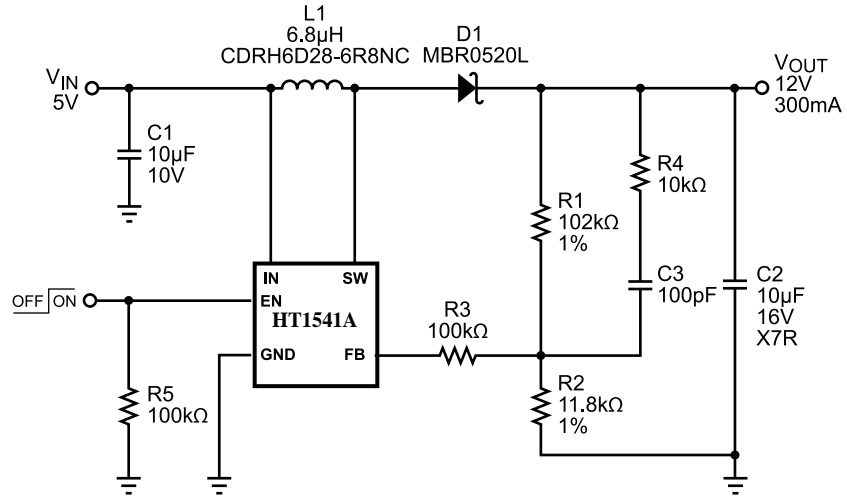 L1
6.8μH
CDRH6D28-6R8NC
D1
MBR0520L
VIN
5V
VOUT
12V
300mA
C1
10μF
10V
R4
10kΩ
R1
102kΩ
1%
IN
SW
C3
100pF
C2
10μF
16V
X7R
OFF ON
EN
HT1541A
R3
100kΩ
GND
FB
R5
100kΩ
R2
11.8kΩ
1%